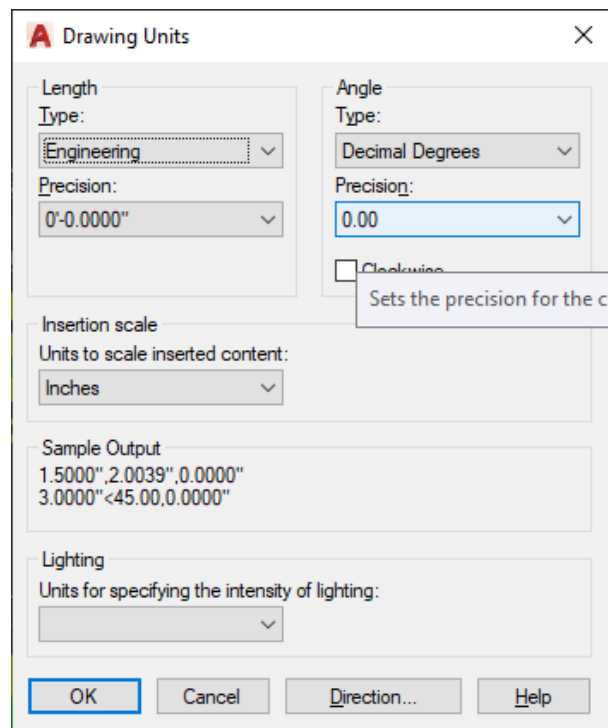 Drawing Units
Length
Type:
Engineering
Precision:
0'-0.0000"
Angle
Type:
Decimal Degrees
Precision:
0.00
Clockwise
Sets the precision for the c
Insertion scale
Units to scale inserted content:
Inches
Sample Output
1.5000",2.0039",0.0000"
3.0000"<45.00,0.0000"
Lighting
Units for specifying the intensity of lighting:
OK Cancel Direction... Help